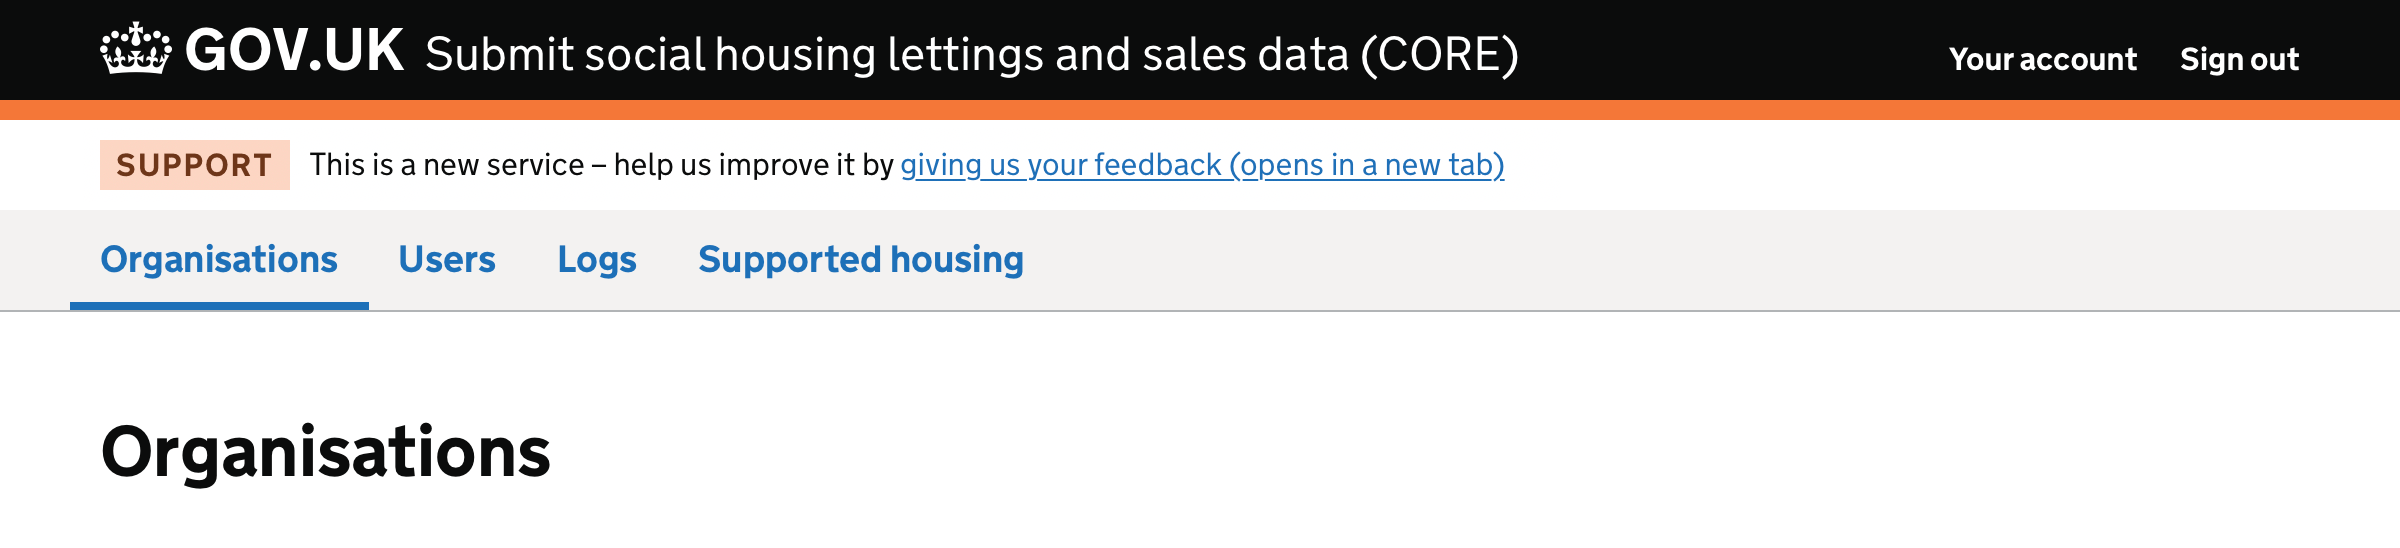 GOV.UK Submit social housing lettings and sales data (CORE) Your account Sign out
SUPPORT This is a new service – help us improve it by giving us your feedback (opens in a new tab)
Organisations Users Logs Supported housing
Organisations